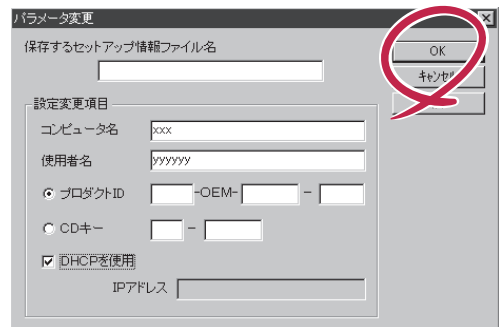 パラメータ変更
保存するセットアップ情報ファイル名
OK
キャンセル
設定変更項目
コンピュータ名 xxx
使用者名 yyyyyy
プロダクトID -OEM- -
CDキー -
DHCPを使用
IPアドレス